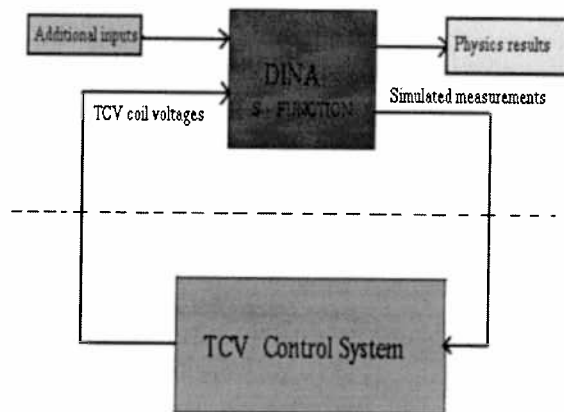 Additional inputs
DINA
S - FUNCTION
Physics results
TCV coil voltages
Simulated measurements
TCV Control System